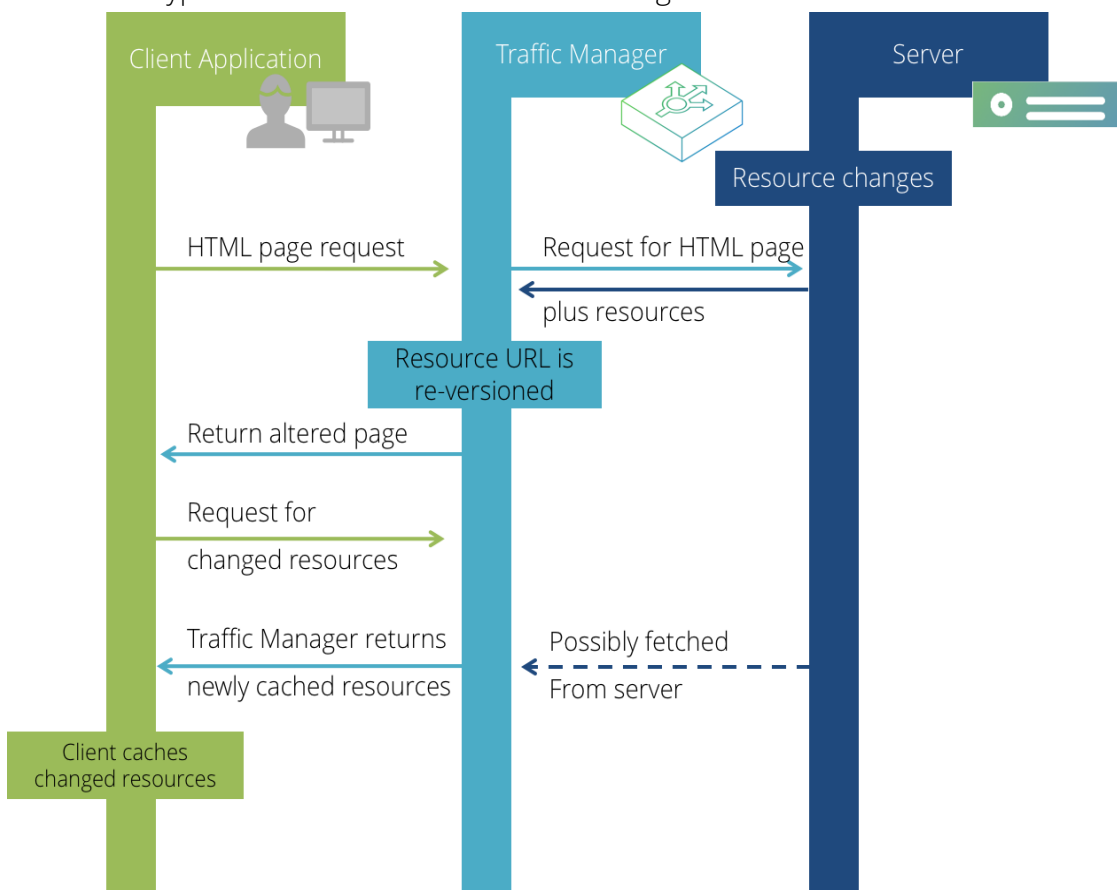 Client Application
Traffic Manager
Server
Resource changes
HTML page request
Request for HTML page
plus resources
Resource URL is
re-versioned
Return altered page
Request for
changed resources
Traffic Manager returns
newly cached resources
Possibly fetched
From server
Client caches
changed resources